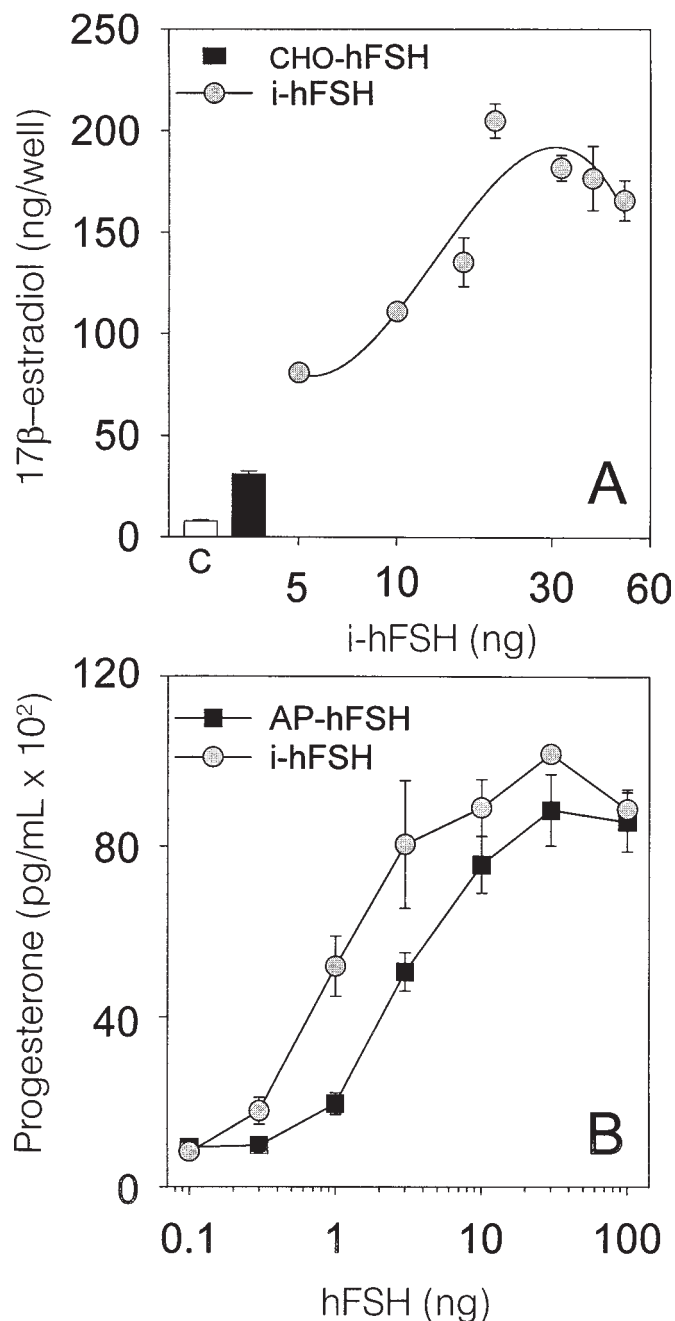 250
200
150
100
50
0
17β–estradiol (ng/well)
CHO-hFSH
i-hFSH
A
C
5
10
30
60
i-hFSH (ng)
120
80
40
0
Progesterone (pg/mL x 10²)
AP-hFSH
i-hFSH
B
0.1
1
10
100
hFSH (ng)